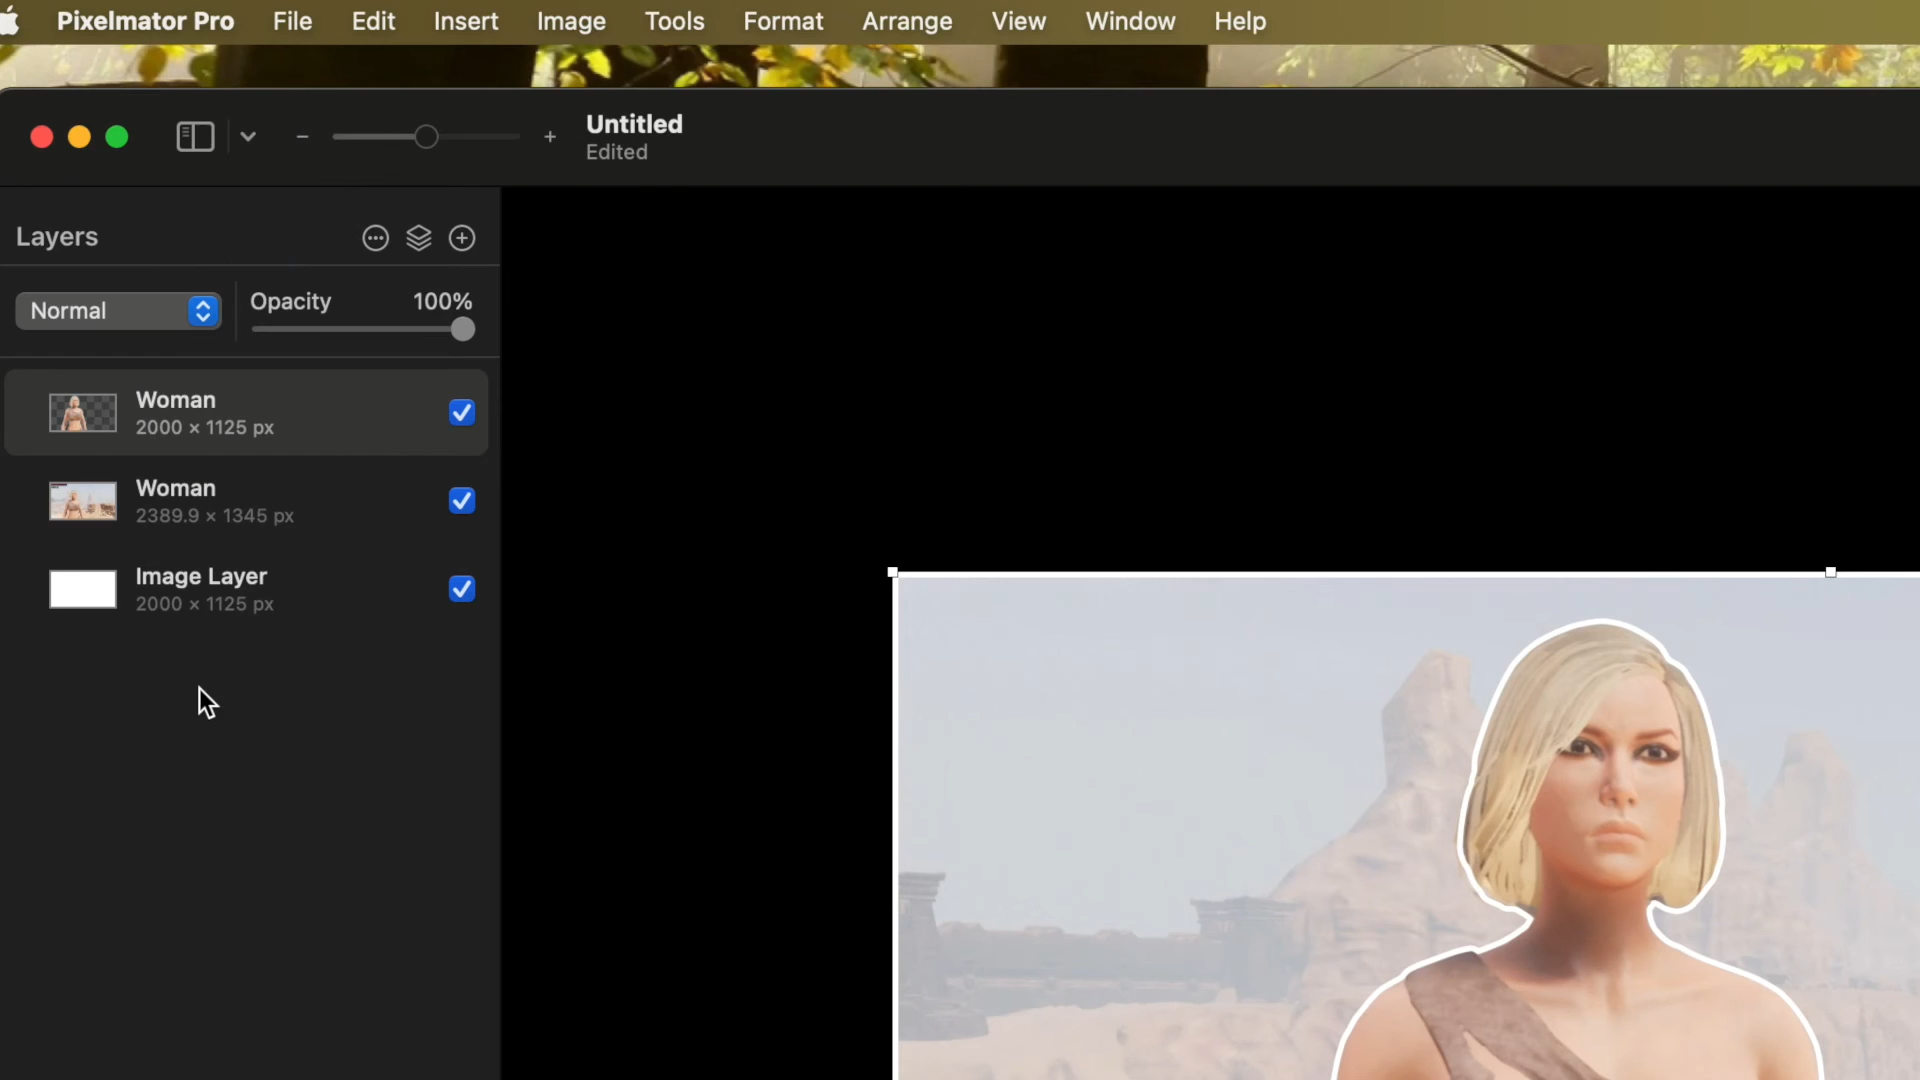 Pixelmator Pro File Edit Insert Image Tools Format Arrange View Window Help
Untitled
Edited
Layers
Normal
Opacity 100%
Woman
2000 × 1125 px
Woman
2389.9 × 1345 px
Image Layer
2000 × 1125 px